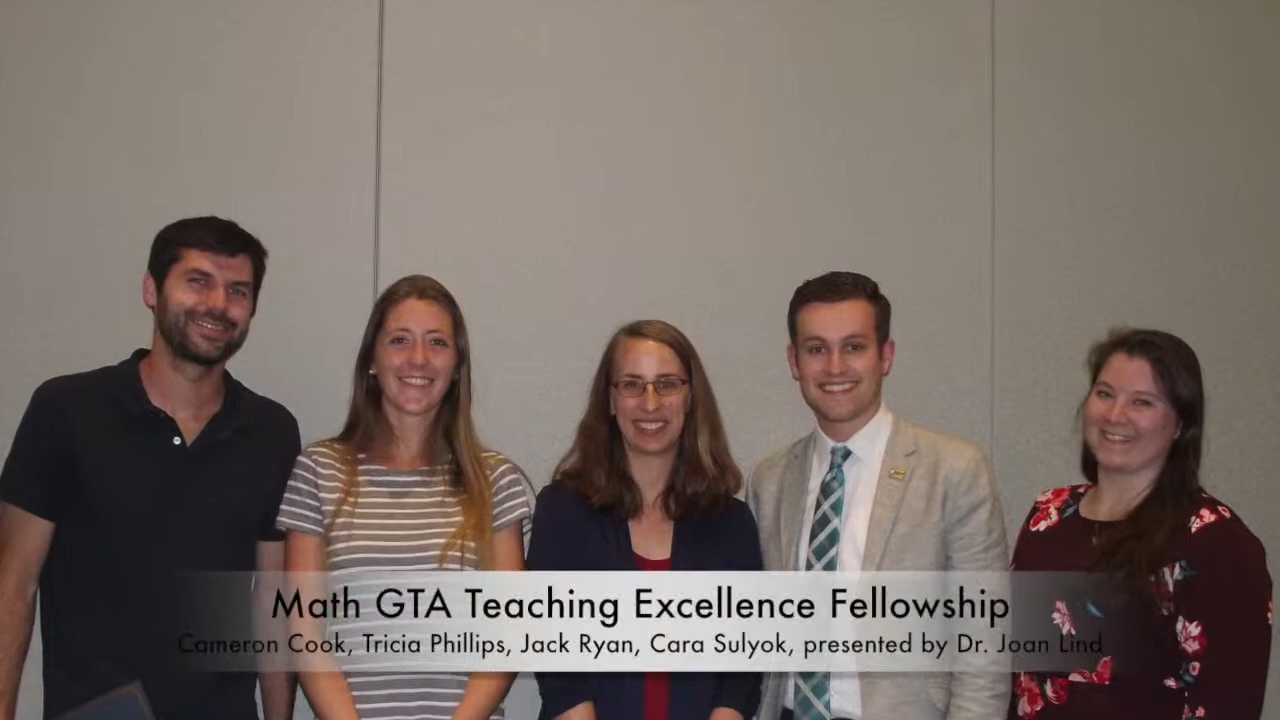 Math GTA Teaching Excellence Fellowship
Cameron Cook, Tricia Phillips, Jack Ryan, Cara Sulyok, presented by Dr. Joan Lind